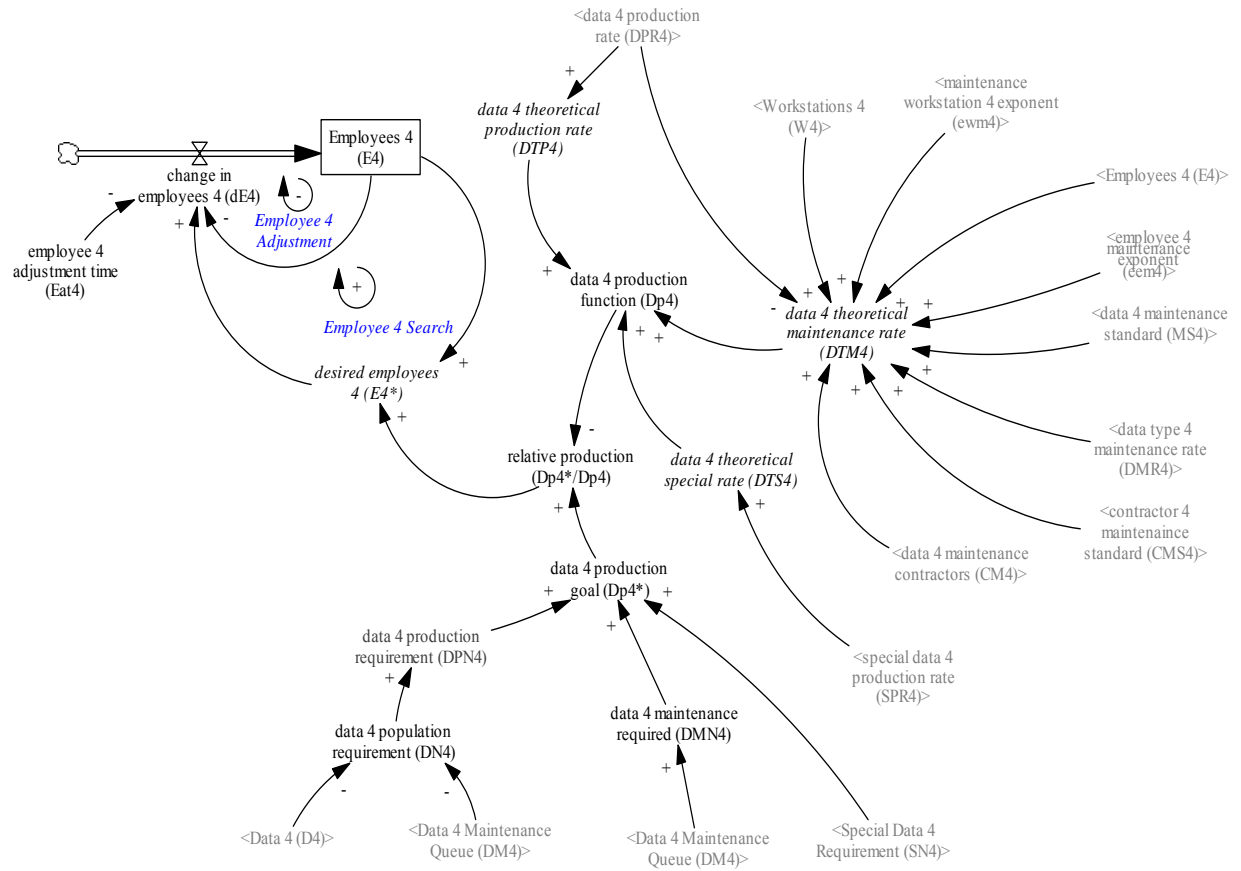 <data 4 production
rate (DPR4)>
+
data 4 theoretical
production rate
(DTP4)
<Workstations 4
(W4)>
<maintenance
workstation 4 exponent
(ewm4)>
<Employees 4 (E4)>
<employee 4
maintenance
exponent
(eem4)>
<data 4 maintenance
standard (MS4)>
<data type 4
maintenance rate
(DMR4)>
<contractor 4
maintenaince
standard (CMS4)>
<data 4 maintenance
contractors (CM4)>
- + + + +
data 4 theoretical
maintenance rate
(DTM4)
+ + + + +
Employees 4
(E4)
change in
employees 4 (dE4)
-
+
-
-
Employee 4
Adjustment
employee 4
adjustment time
(Eat4)
+
Employee 4 Search
+
data 4 production
function (Dp4)
+
+
desired employees
4 (E4*)
+
+
-
relative production
(Dp4*/Dp4)
+
data 4 theoretical
special rate (DTS4)
+
data 4 production
goal (Dp4*)
+
+
+
data 4 production
requirement (DPN4)
+
<special data 4
production rate
(SPR4)>
data 4 population
requirement (DN4)
-
-
data 4 maintenance
required (DMN4)
+
<Data 4 (D4)>
<Data 4 Maintenance
Queue (DM4)>
<Data 4 Maintenance
Queue (DM4)>
<Special Data 4
Requirement (SN4)>